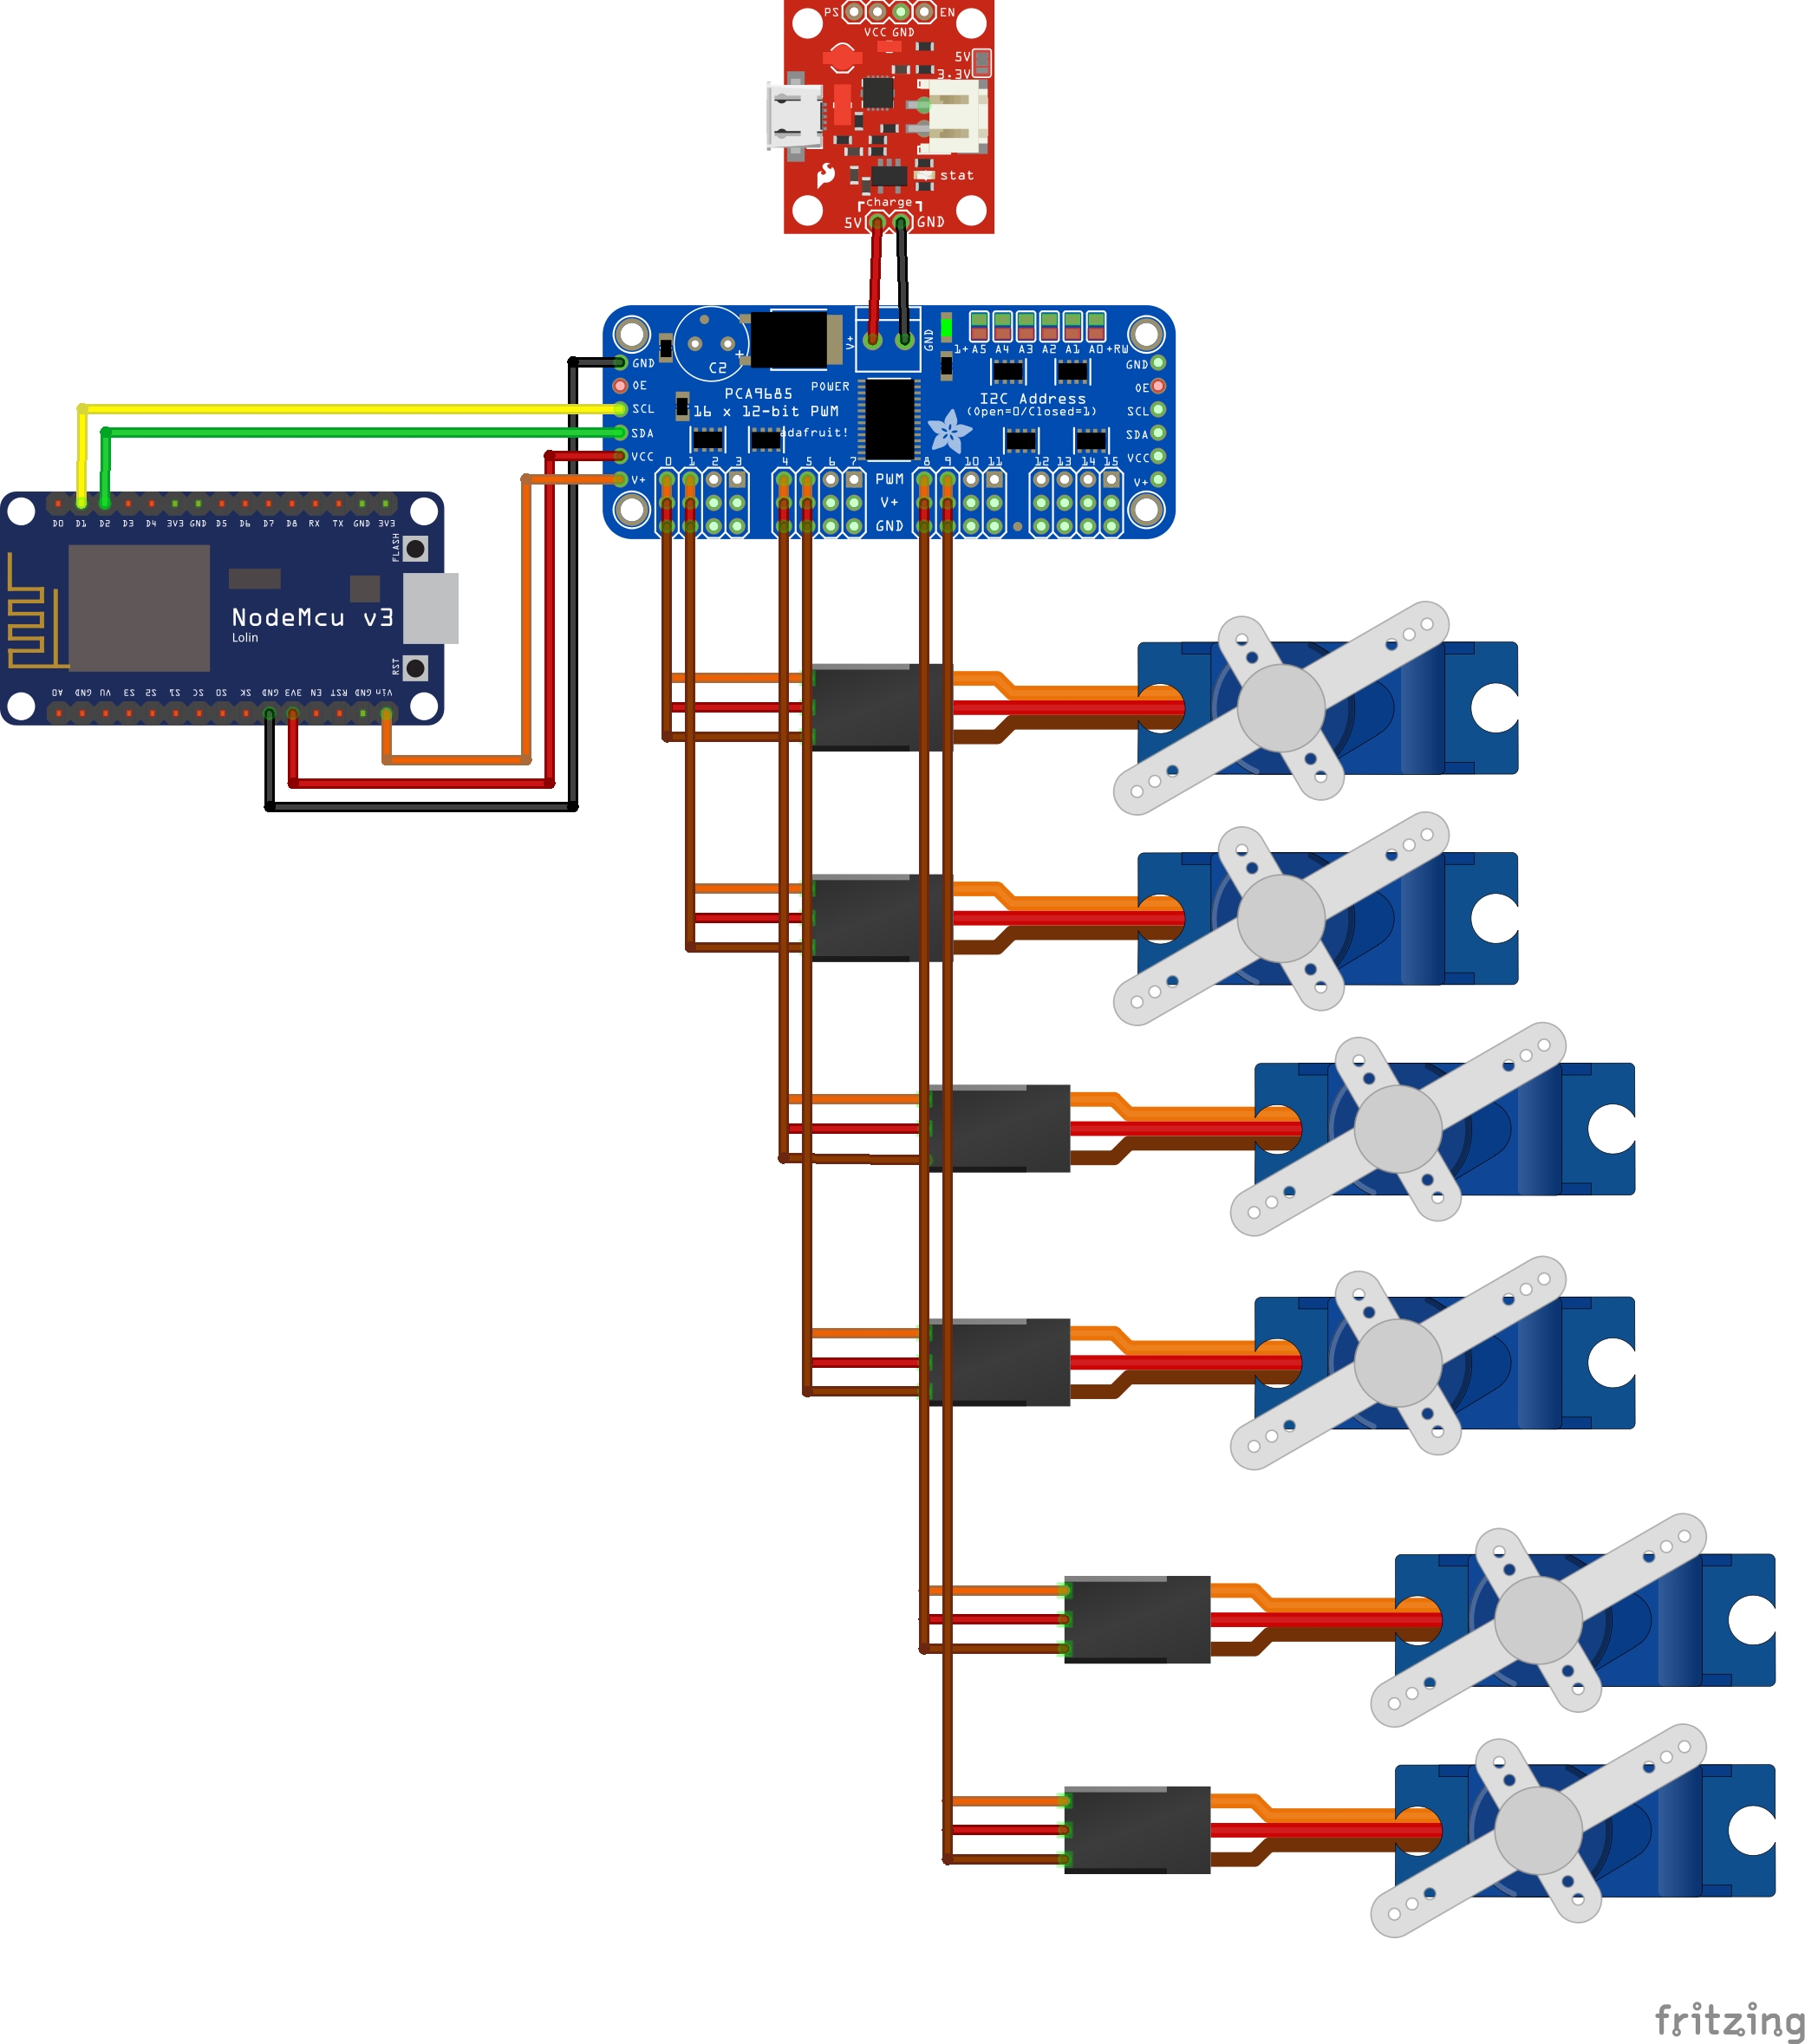 PS EN
VCC GND
5V
3.3V
stat
charge
5V GND
V+ GND
1+ A5 A4 A3 A2 A1 A0 +RW
C2
GND GND
OE POWER OE
PCA9685 I2C Address
SCL 16 x 12-bit PWM (Open=0/Closed=1) SCL
SDA adafruit! SDA
VCC VCC
0 1 2 3 4 5 6 7 8 9 10 11 12 13 14 15
V+ PWM V+
V+
GND
D0 D1 D2 D3 D4 3V3 GND D5 D6 D7 D8 RX TX GND 3V3
FLASH
NodeMcu v3
Lolin
RST
A0 GND VU S3 S2 S1 SC S0 SK GND 3V3 EN RST GND Vin
fritzing